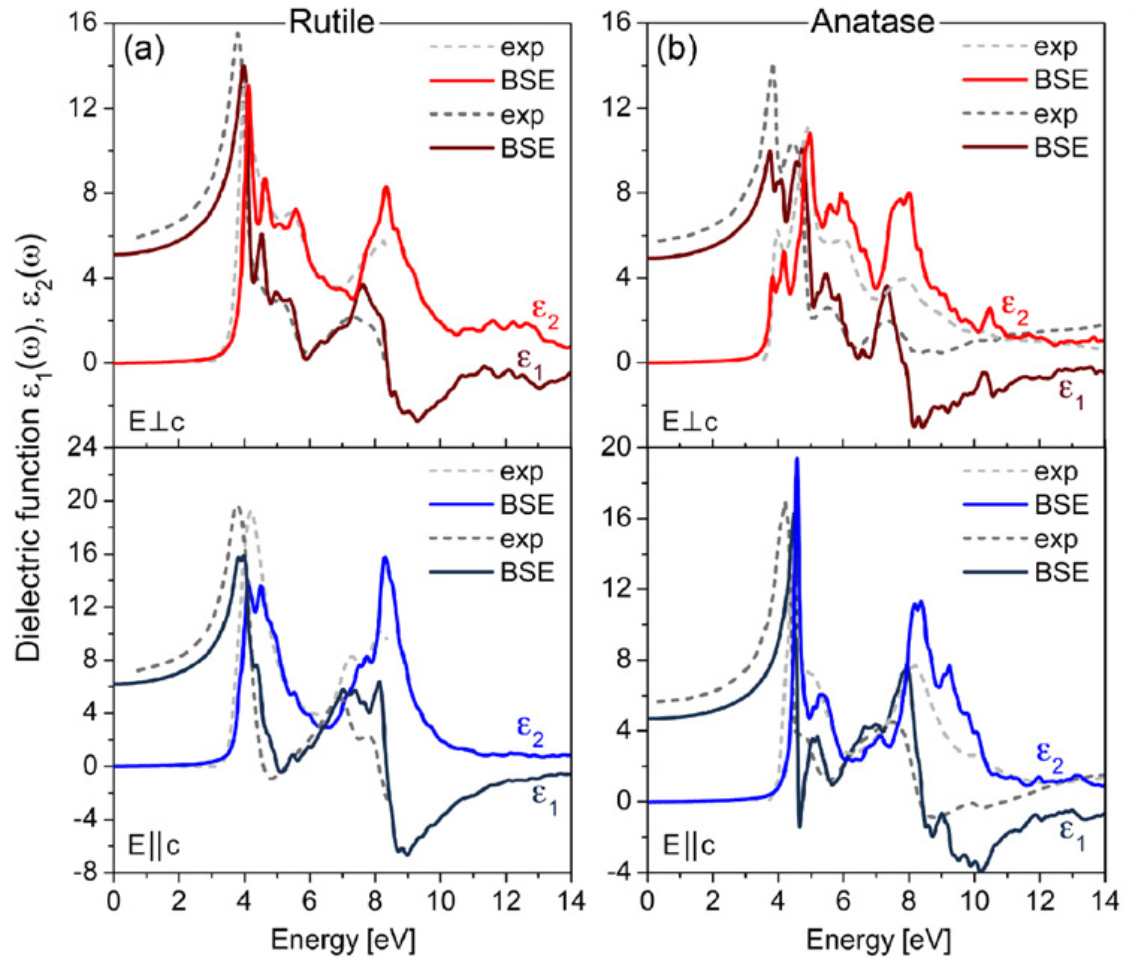 Rutile
Anatase
Dielectric function ε₁(ω), ε₂(ω)
(a)
16
12
8
4
0
exp
BSE
exp
BSE
ε₂
ε₁
E⊥c
(b)
16
12
8
4
0
exp
BSE
exp
BSE
ε₂
ε₁
E⊥c
24
20
16
12
8
4
0
-4
-8
exp
BSE
exp
BSE
ε₂
ε₁
E||c
0 2 4 6 8 10 12 14
Energy [eV]
20
16
12
8
4
0
-4
exp
BSE
exp
BSE
ε₂
ε₁
E||c
0 2 4 6 8 10 12 14
Energy [eV]